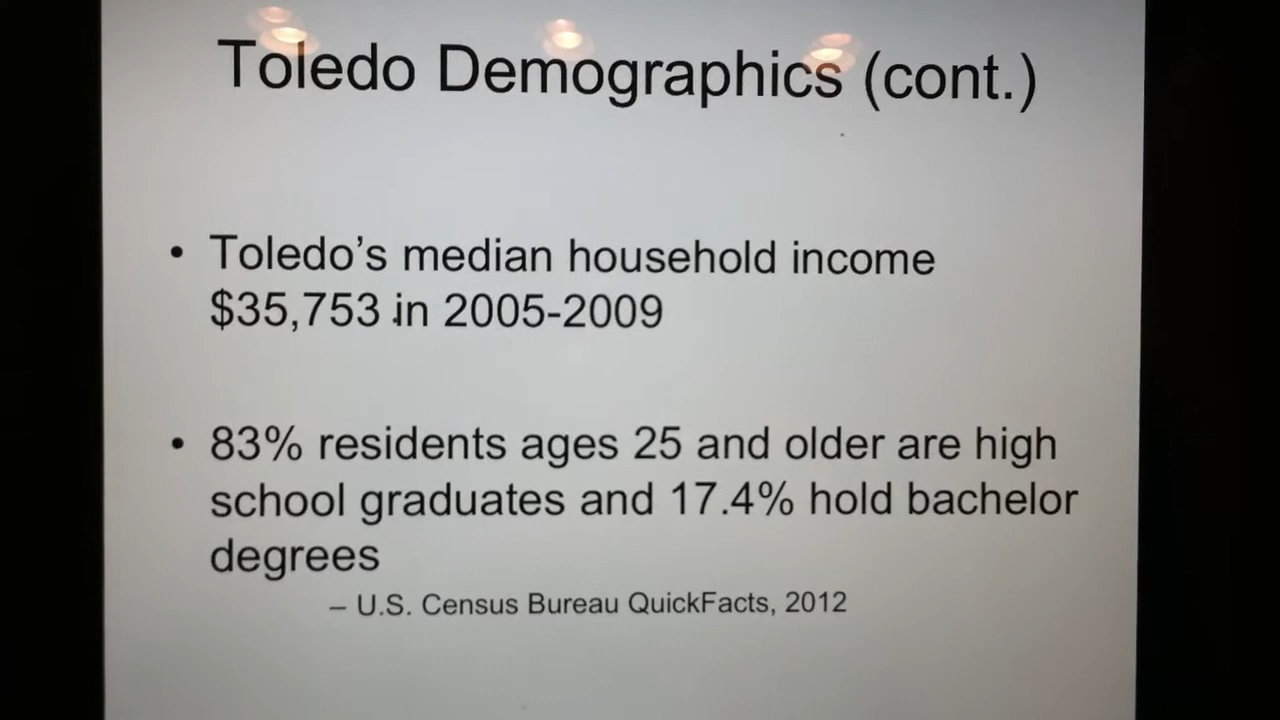 Toledo Demographics (cont.)
• Toledo’s median household income
$35,753 in 2005-2009
• 83% residents ages 25 and older are high
school graduates and 17.4% hold bachelor
degrees
– U.S. Census Bureau QuickFacts, 2012